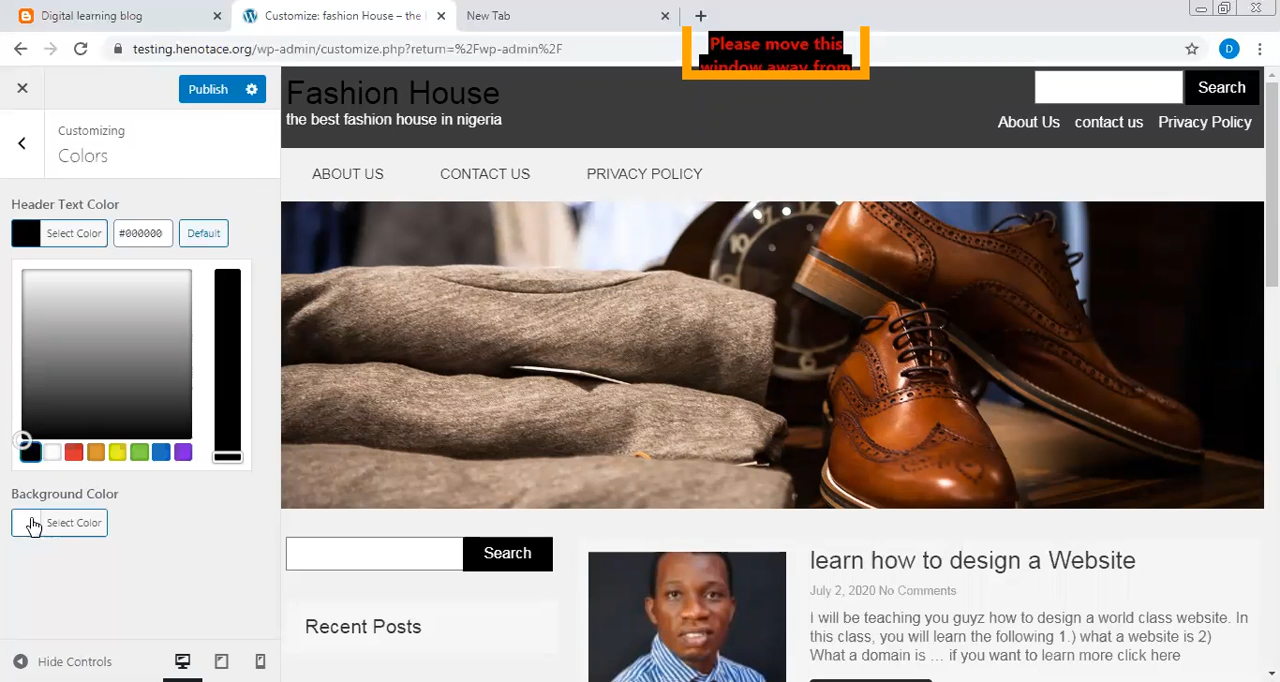 Digital learning blog
Customize: fashion House – the
New Tab
testing.henotace.org/wp-admin/customize.php?return=%2Fwp-admin%2F
Please move this
window away from
D
Publish
Customizing
Colors
Header Text Color
Select Color
#000000
Default
Background Color
Select Color
Hide Controls
Fashion House
the best fashion house in nigeria
Search
About Us
contact us
Privacy Policy
ABOUT US
CONTACT US
PRIVACY POLICY
Search
Recent Posts
learn how to design a Website
July 2, 2020 No Comments
I will be teaching you guyz how to design a world class website. In
this class, you will learn the following 1.) what a website is 2)
What a domain is … if you want to learn more click here